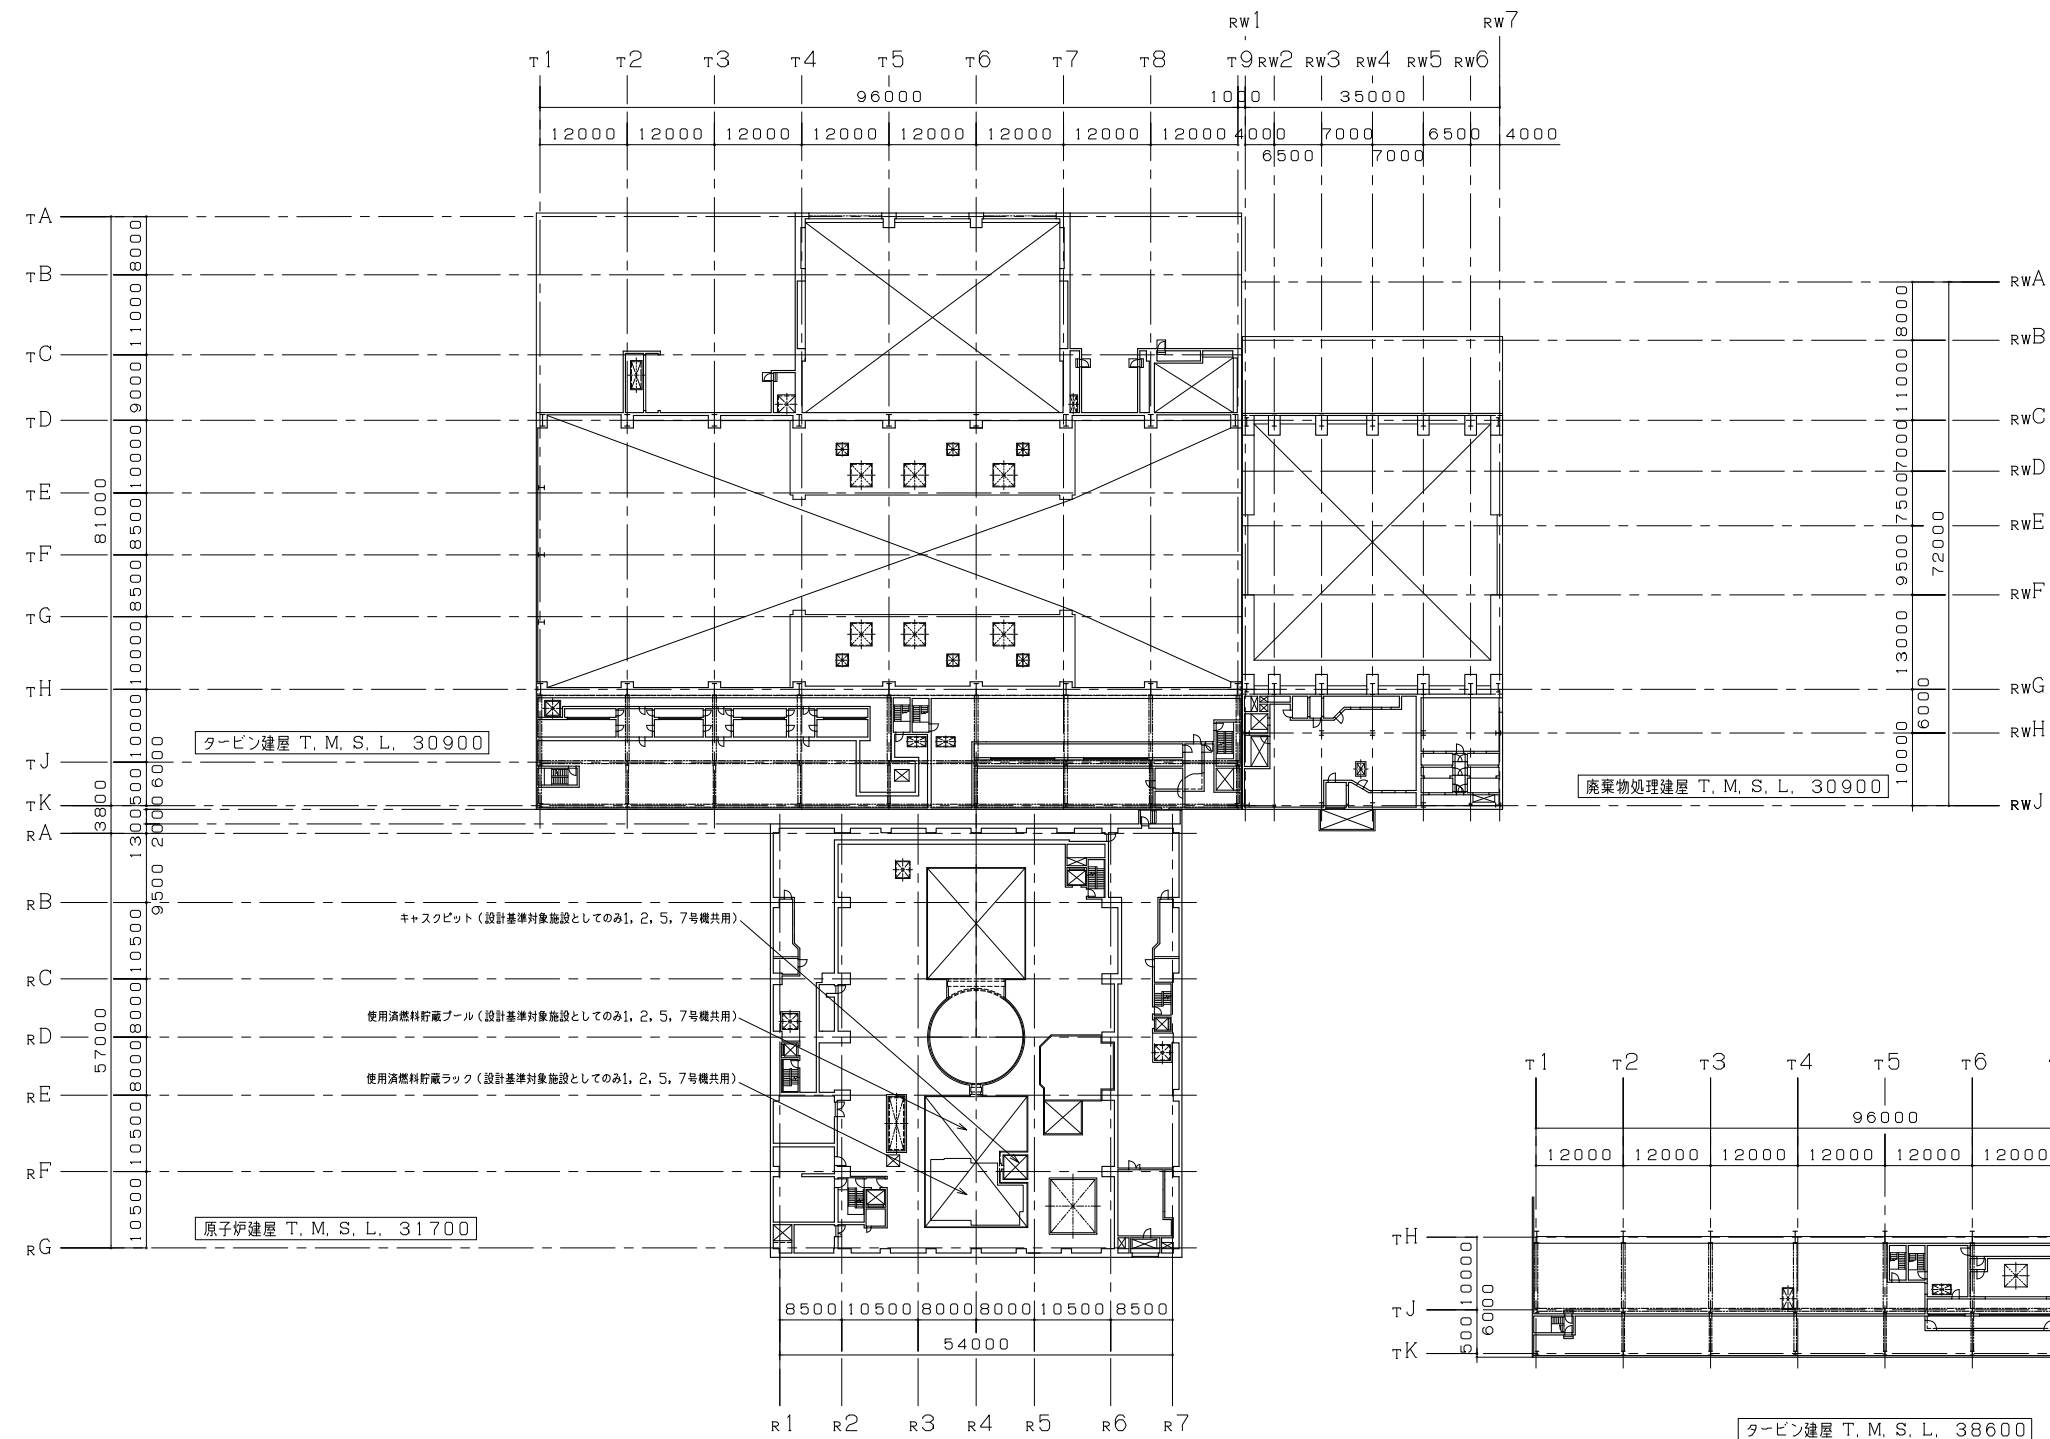 RW1 RW7
T1 T2 T3 T4 T5 T6 T7 T8 T9 RW2 RW3 RW4 RW5 RW6
96000 1000 35000
12000 12000 12000 12000 12000 12000 12000 12000 4000 7000 6500 4000
6500 7000
TA
8000
TB
11000
TC
9000
TD
10000
TE
8500
81000
TF
8500
TG
10000
TH
10000
タービン建屋 T.M.S.L. 30900
6000
TJ
500
TK
3800
2000
1300
RA
9500
RB
10500
RC
8000
57000
RD
8000
RE
10500
RF
10500
RG
原子炉建屋 T.M.S.L. 31700
キャスクピット(設計基準対象施設としてのみ1, 2, 5, 7号機共用)
使用済燃料貯蔵プール(設計基準対象施設としてのみ1, 2, 5, 7号機共用)
使用済燃料貯蔵ラック(設計基準対象施設としてのみ1, 2, 5, 7号機共用)
8500 10500 8000 8000 10500 8500
54000
R1 R2 R3 R4 R5 R6 R7
RWA
8000
RWB
11000
RWC
7000
RWD
7500
RWE
72000
9500
RWF
13000
RWG
6000
RWH
10000
廃棄物処理建屋 T.M.S.L. 30900
RWJ
T1 T2 T3 T4 T5 T6
96000
12000 12000 12000 12000 12000 12000
TH
10000
TJ
6000
500
TK
タービン建屋 T.M.S.L. 38600